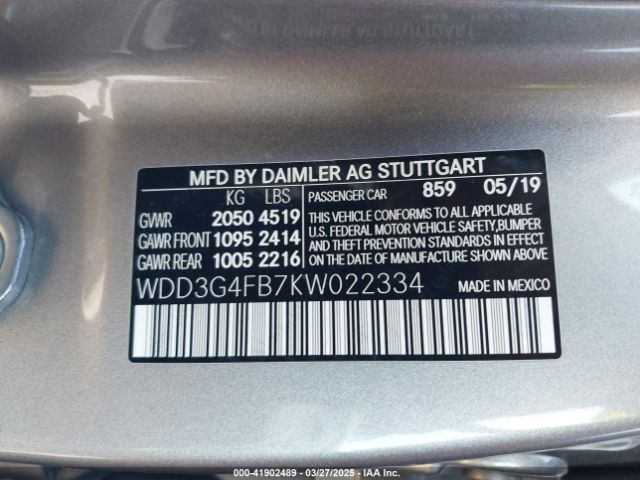 MFD BY DAIMLER AG STUTTGART
KG LBS
GVWR 2050 4519
GAWR FRONT 1095 2414
GAWR REAR 1005 2216
PASSENGER CAR 859 05/19
THIS VEHICLE CONFORMS TO ALL APPLICABLE
U.S. FEDERAL MOTOR VEHICLE SAFETY,BUMPER
AND THEFT PREVENTION STANDARDS IN EFFECT
ON THE DATE OF MANUFACTURE SHOWN ABOVE.
WDD3G4FB7KW022334 MADE IN MEXICO
000-41902489 - 03/27/2025 - IAA Inc.